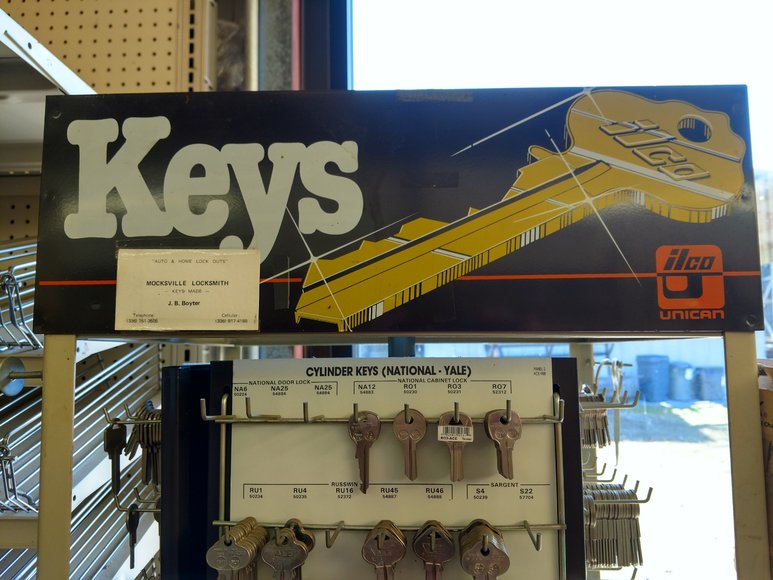 Keys
ilco
"AUTO & HOME LOCK OUTS"
MOCKSVILLE LOCKSMITH
— KEYS MADE —
J. B. Boyter
Telephone
Cellular
ilco
UNICAN
CYLINDER KEYS (NATIONAL - YALE)
NATIONAL DOOR LOCK
NATIONAL CABINET LOCK
NA6 NA25 NA25 NA12 RO1 RO3 RO7
RO3-ACE
RUSSWIN
SARGENT
RU1 RU4 RU16 RU45 RU46 S4 S22